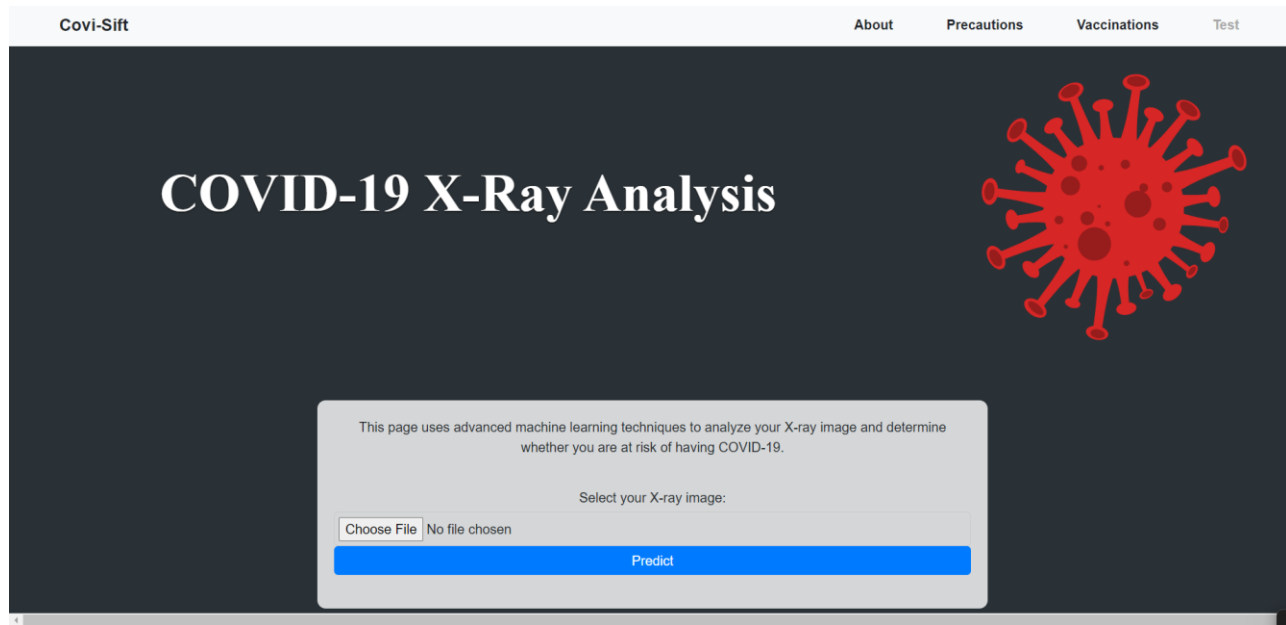 Covi-Sift About Precautions Vaccinations Test
COVID-19 X-Ray Analysis
This page uses advanced machine learning techniques to analyze your X-ray image and determine
whether you are at risk of having COVID-19.
Select your X-ray image:
Choose File No file chosen
Predict